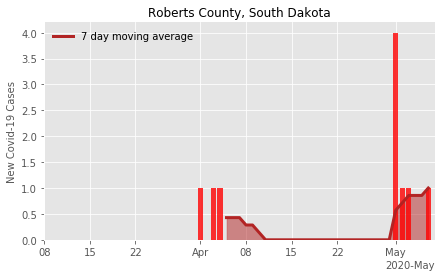 Roberts County, South Dakota
7 day moving average
New Covid-19 Cases
4.0
3.5
3.0
2.5
2.0
1.5
1.0
0.5
0.0
08 15 22 Apr 08 15 22 May
2020-May